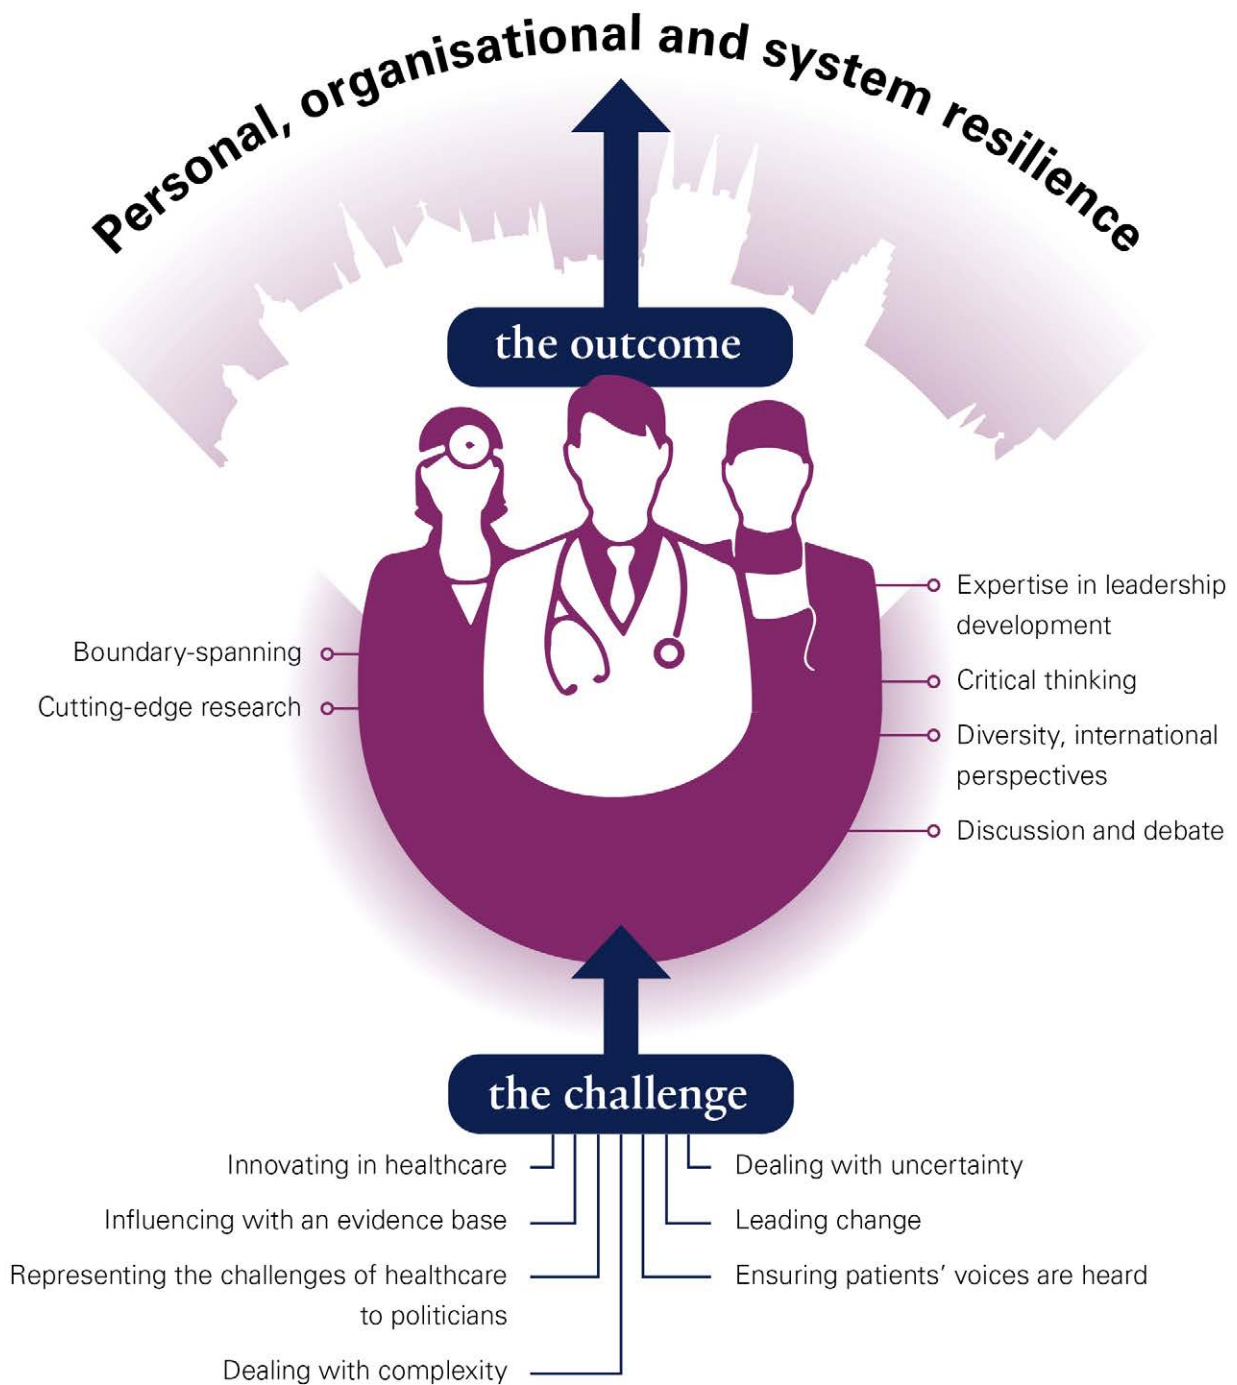 Personal, organisational and system resilience
the outcome
Boundary-spanning
Cutting-edge research
Expertise in leadership
development
Critical thinking
Diversity, international
perspectives
Discussion and debate
the challenge
Innovating in healthcare
Influencing with an evidence base
Representing the challenges of healthcare
to politicians
Dealing with complexity
Dealing with uncertainty
Leading change
Ensuring patients’ voices are heard